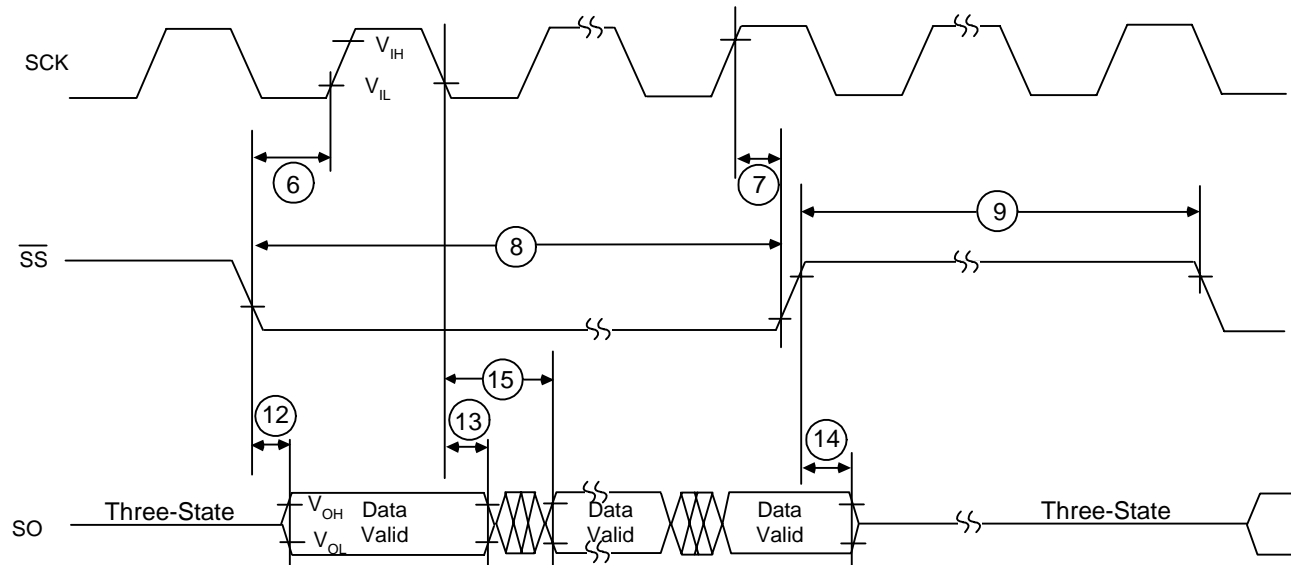 SCK
V_IH
V_IL
6
7
9
8
S̅S̅
15
12
13
14
Three-State
V_OH
Data
Valid
Data
Valid
Data
Valid
Three-State
SO
V_OL